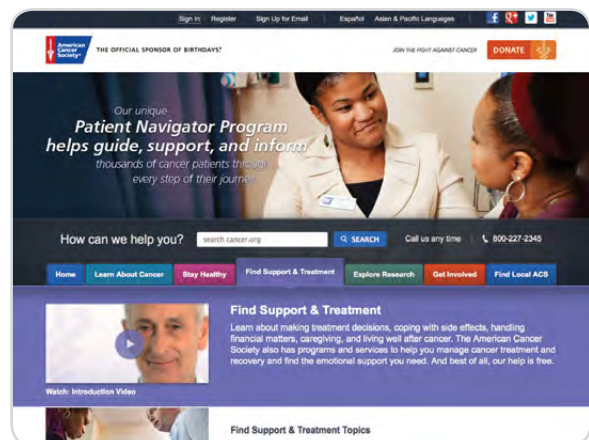 Sign In Register Sign Up for Email Español Asian & Pacific Languages
American
Cancer
Society®
THE OFFICIAL SPONSOR OF BIRTHDAYS.®
JOIN THE FIGHT AGAINST CANCER
DONATE
Our unique
Patient Navigator Program
helps guide, support, and inform
thousands of cancer patients through
every step of their journey.
How can we help you? search cancer.org SEARCH Call us any time 800-227-2345
Home Learn About Cancer Stay Healthy Find Support & Treatment Explore Research Get Involved Find Local ACS
Find Support & Treatment
Learn about making treatment decisions, coping with side effects, handling
financial matters, caregiving, and living well after cancer. The American Cancer
Society also has programs and services to help you manage cancer treatment and
recovery and find the emotional support you need. And best of all, our help is free.
Watch: Introduction Video
Find Support & Treatment Topics